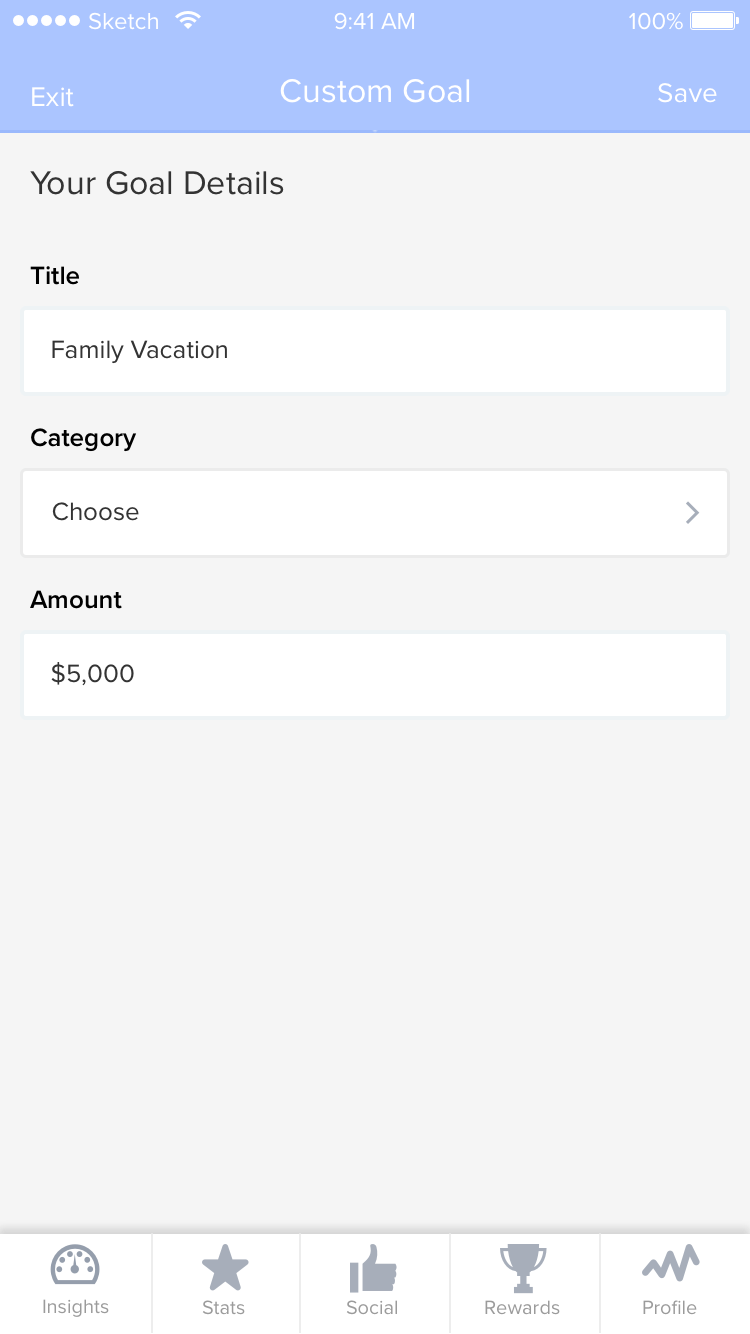 Sketch 9:41 AM 100%
Exit Custom Goal Save
Your Goal Details
Title
Family Vacation
Category
Choose
Amount
$5,000
Insights Stats Social Rewards Profile